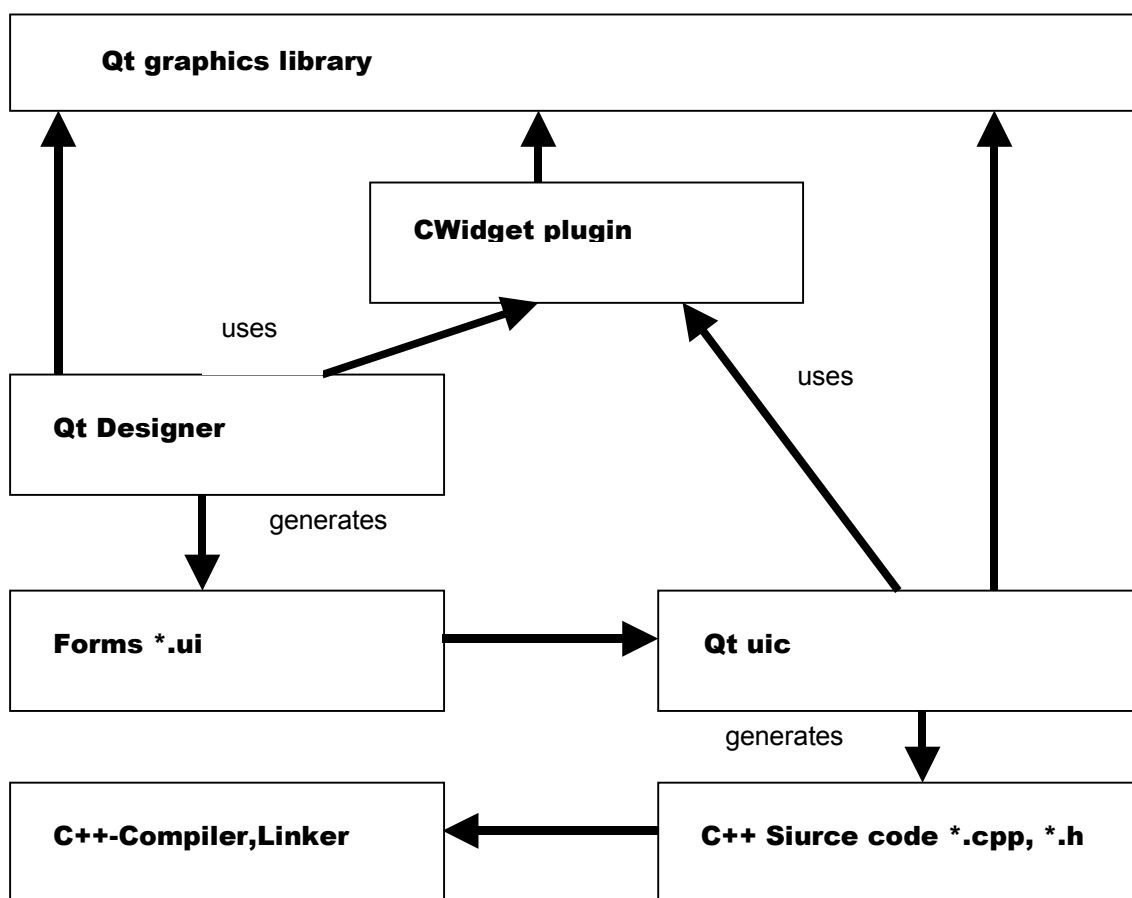 Qt graphics library
CWidget plugin
uses
uses
Qt Designer
generates
Forms *.ui
Qt uic
generates
C++-Compiler,Linker
C++ Siurce code *.cpp, *.h